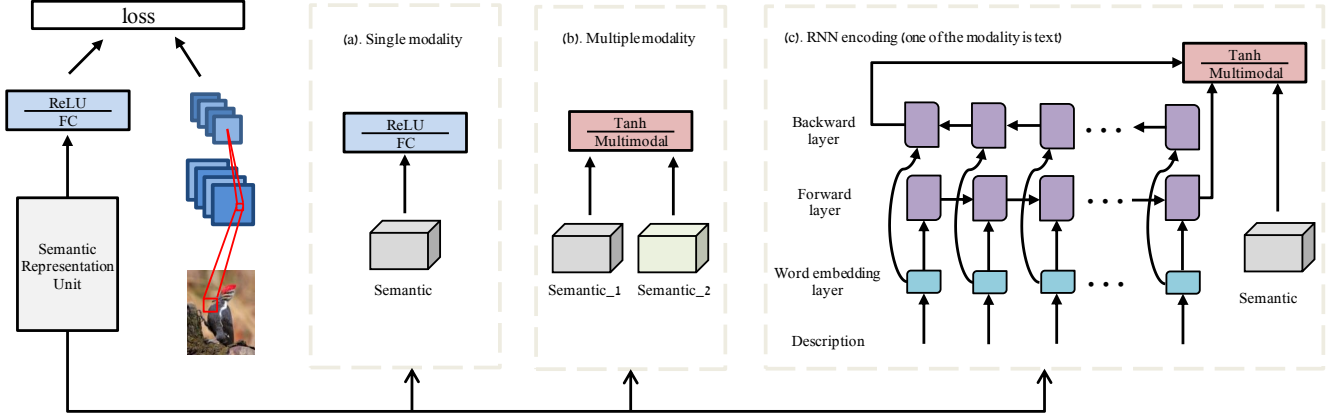 loss
ReLU
FC
Semantic
Representation
Unit
(a). Single modality
ReLU
FC
Semantic
(b). Multiple modality
Tanh
Multimodal
Semantic_1
Semantic_2
(c). RNN encoding (one of the modality is text)
Tanh
Multimodal
Backward
layer
Forward
layer
Word embedding
layer
Description
Semantic